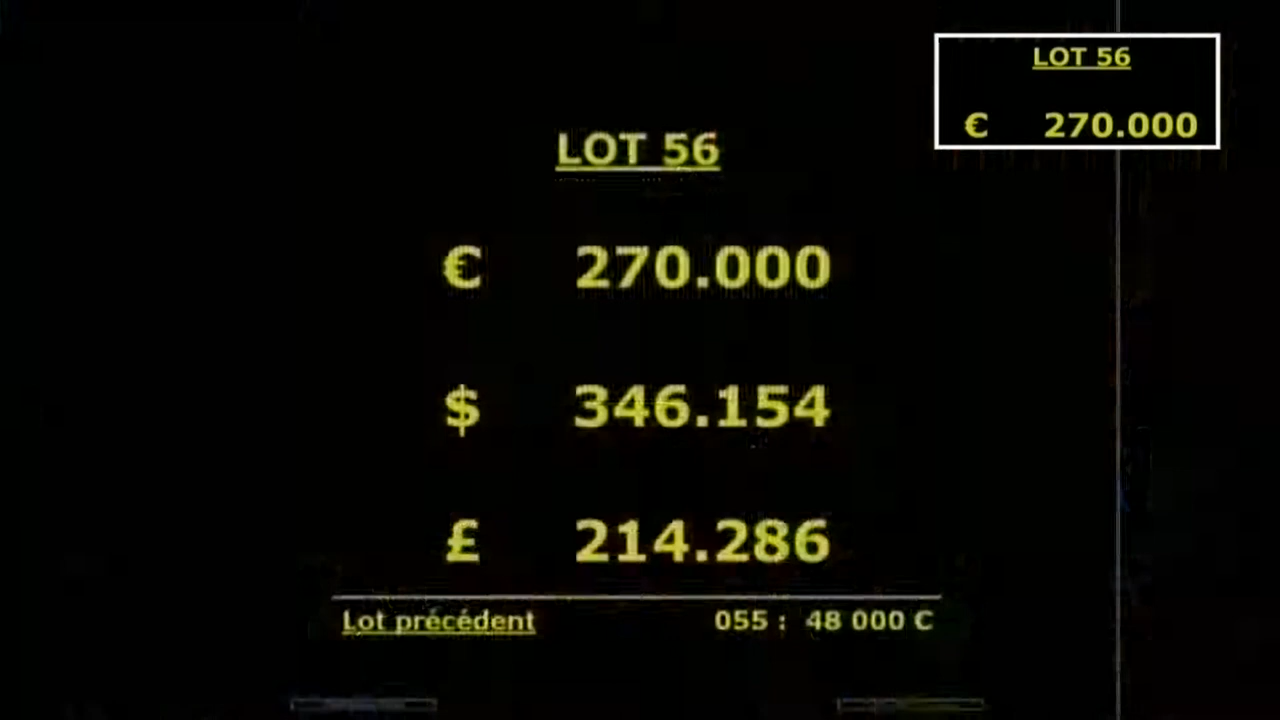 LOT 56
€ 270.000
LOT 56
€ 270.000
$ 346.154
£ 214.286
Lot précédent 055 : 48 000 €